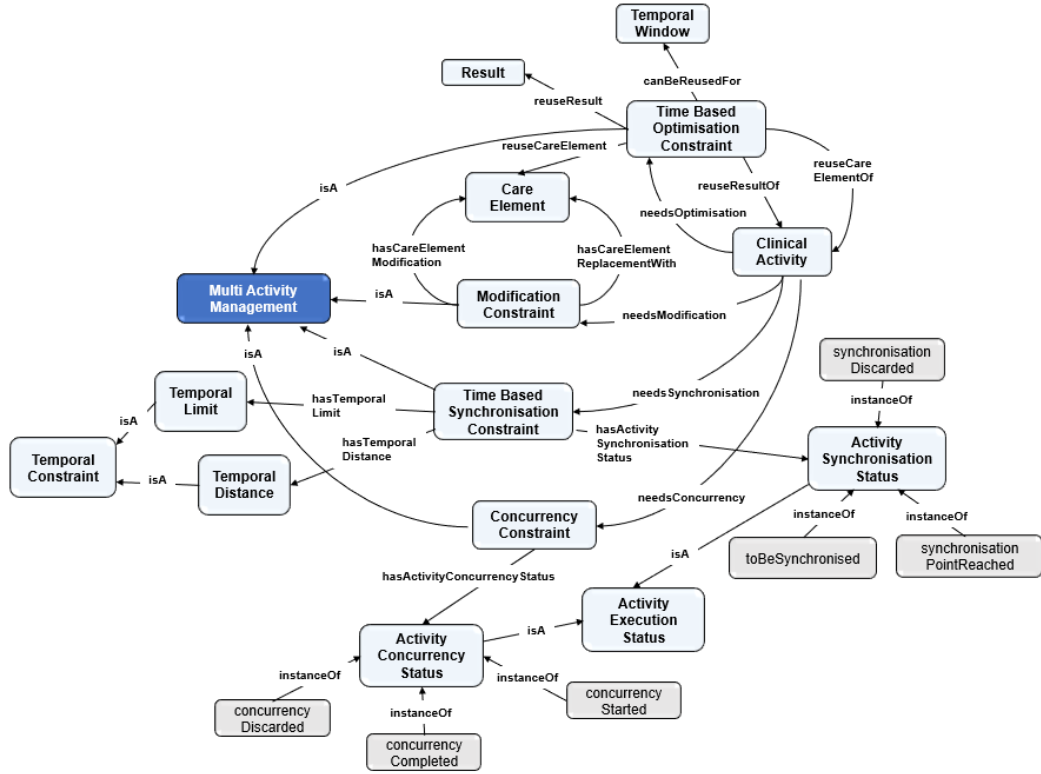 Temporal
Window
Result
canBeReusedFor
reuseResult
Time Based
Optimisation
Constraint
reuseCareElement
reuseCare
ElementOf
isA
reuseResultOf
Care
Element
needsOptimisation
Clinical
Activity
hasCareElement
Modification
hasCareElement
ReplacementWith
Multi Activity
Management
isA
Modification
Constraint
needsModification
isA
isA
synchronisation
Discarded
Temporal
Limit
hasTemporal
Limit
Time Based
Synchronisation
Constraint
needsSynchronisation
instanceOf
isA
hasTemporal
Distance
hasActivity
Synchronisation
Status
Activity
Synchronisation
Status
Temporal
Constraint
isA
Temporal
Distance
needsConcurrency
Concurrency
Constraint
instanceOf
instanceOf
toBeSynchronised
synchronisation
PointReached
isA
hasActivityConcurrencyStatus
Activity
Execution
Status
isA
Activity
Concurrency
Status
instanceOf
instanceOf
concurrency
Discarded
instanceOf
concurrency
Started
concurrency
Completed